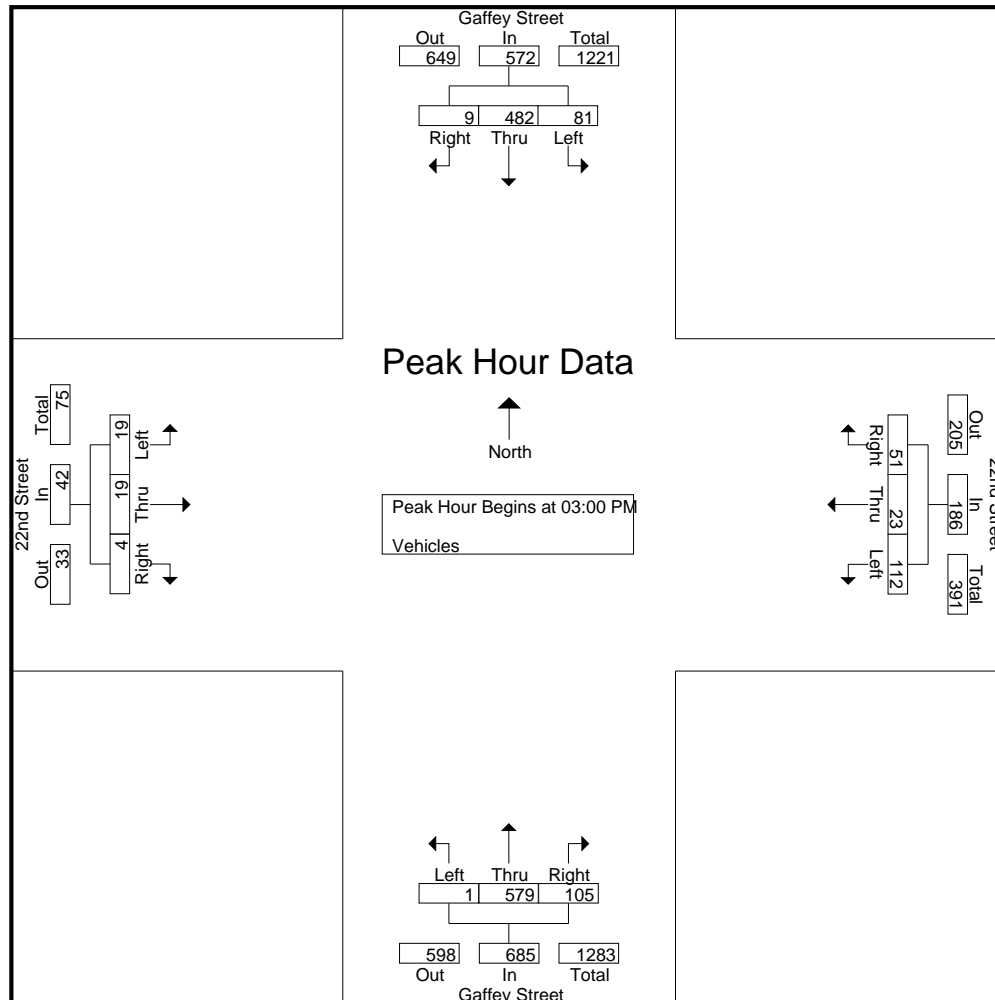 Gaffey Street
Out In Total
649 572 1221
9 482 81
Right Thru Left
Peak Hour Data
North
Peak Hour Begins at 03:00 PM
Vehicles
22nd Street
Total In Out
75 42 33
19 19 4
Left Thru Right
Right Thru Left
51 23 112
Out In Total
205 186 391
22nd Street
Left Thru Right
1 579 105
598 685 1283
Out In Total
Gaffey Street